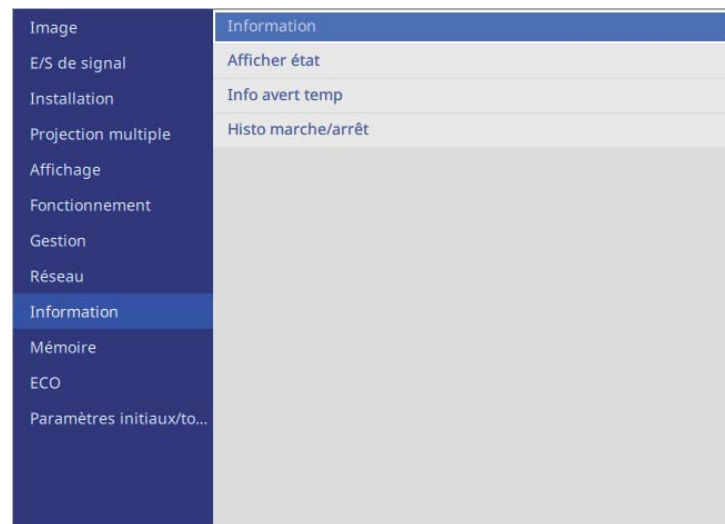 Image
E/S de signal
Installation
Projection multiple
Affichage
Fonctionnement
Gestion
Réseau
Information
Mémoire
ECO
Paramètres initiaux/to...
Information
Afficher état
Info avert temp
Histo marche/arrêt